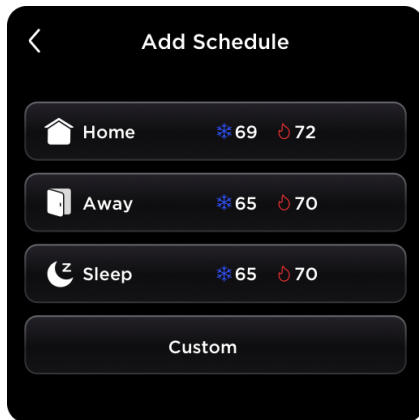 Add Schedule
Home 69 72
Away 65 70
Sleep 65 70
Custom